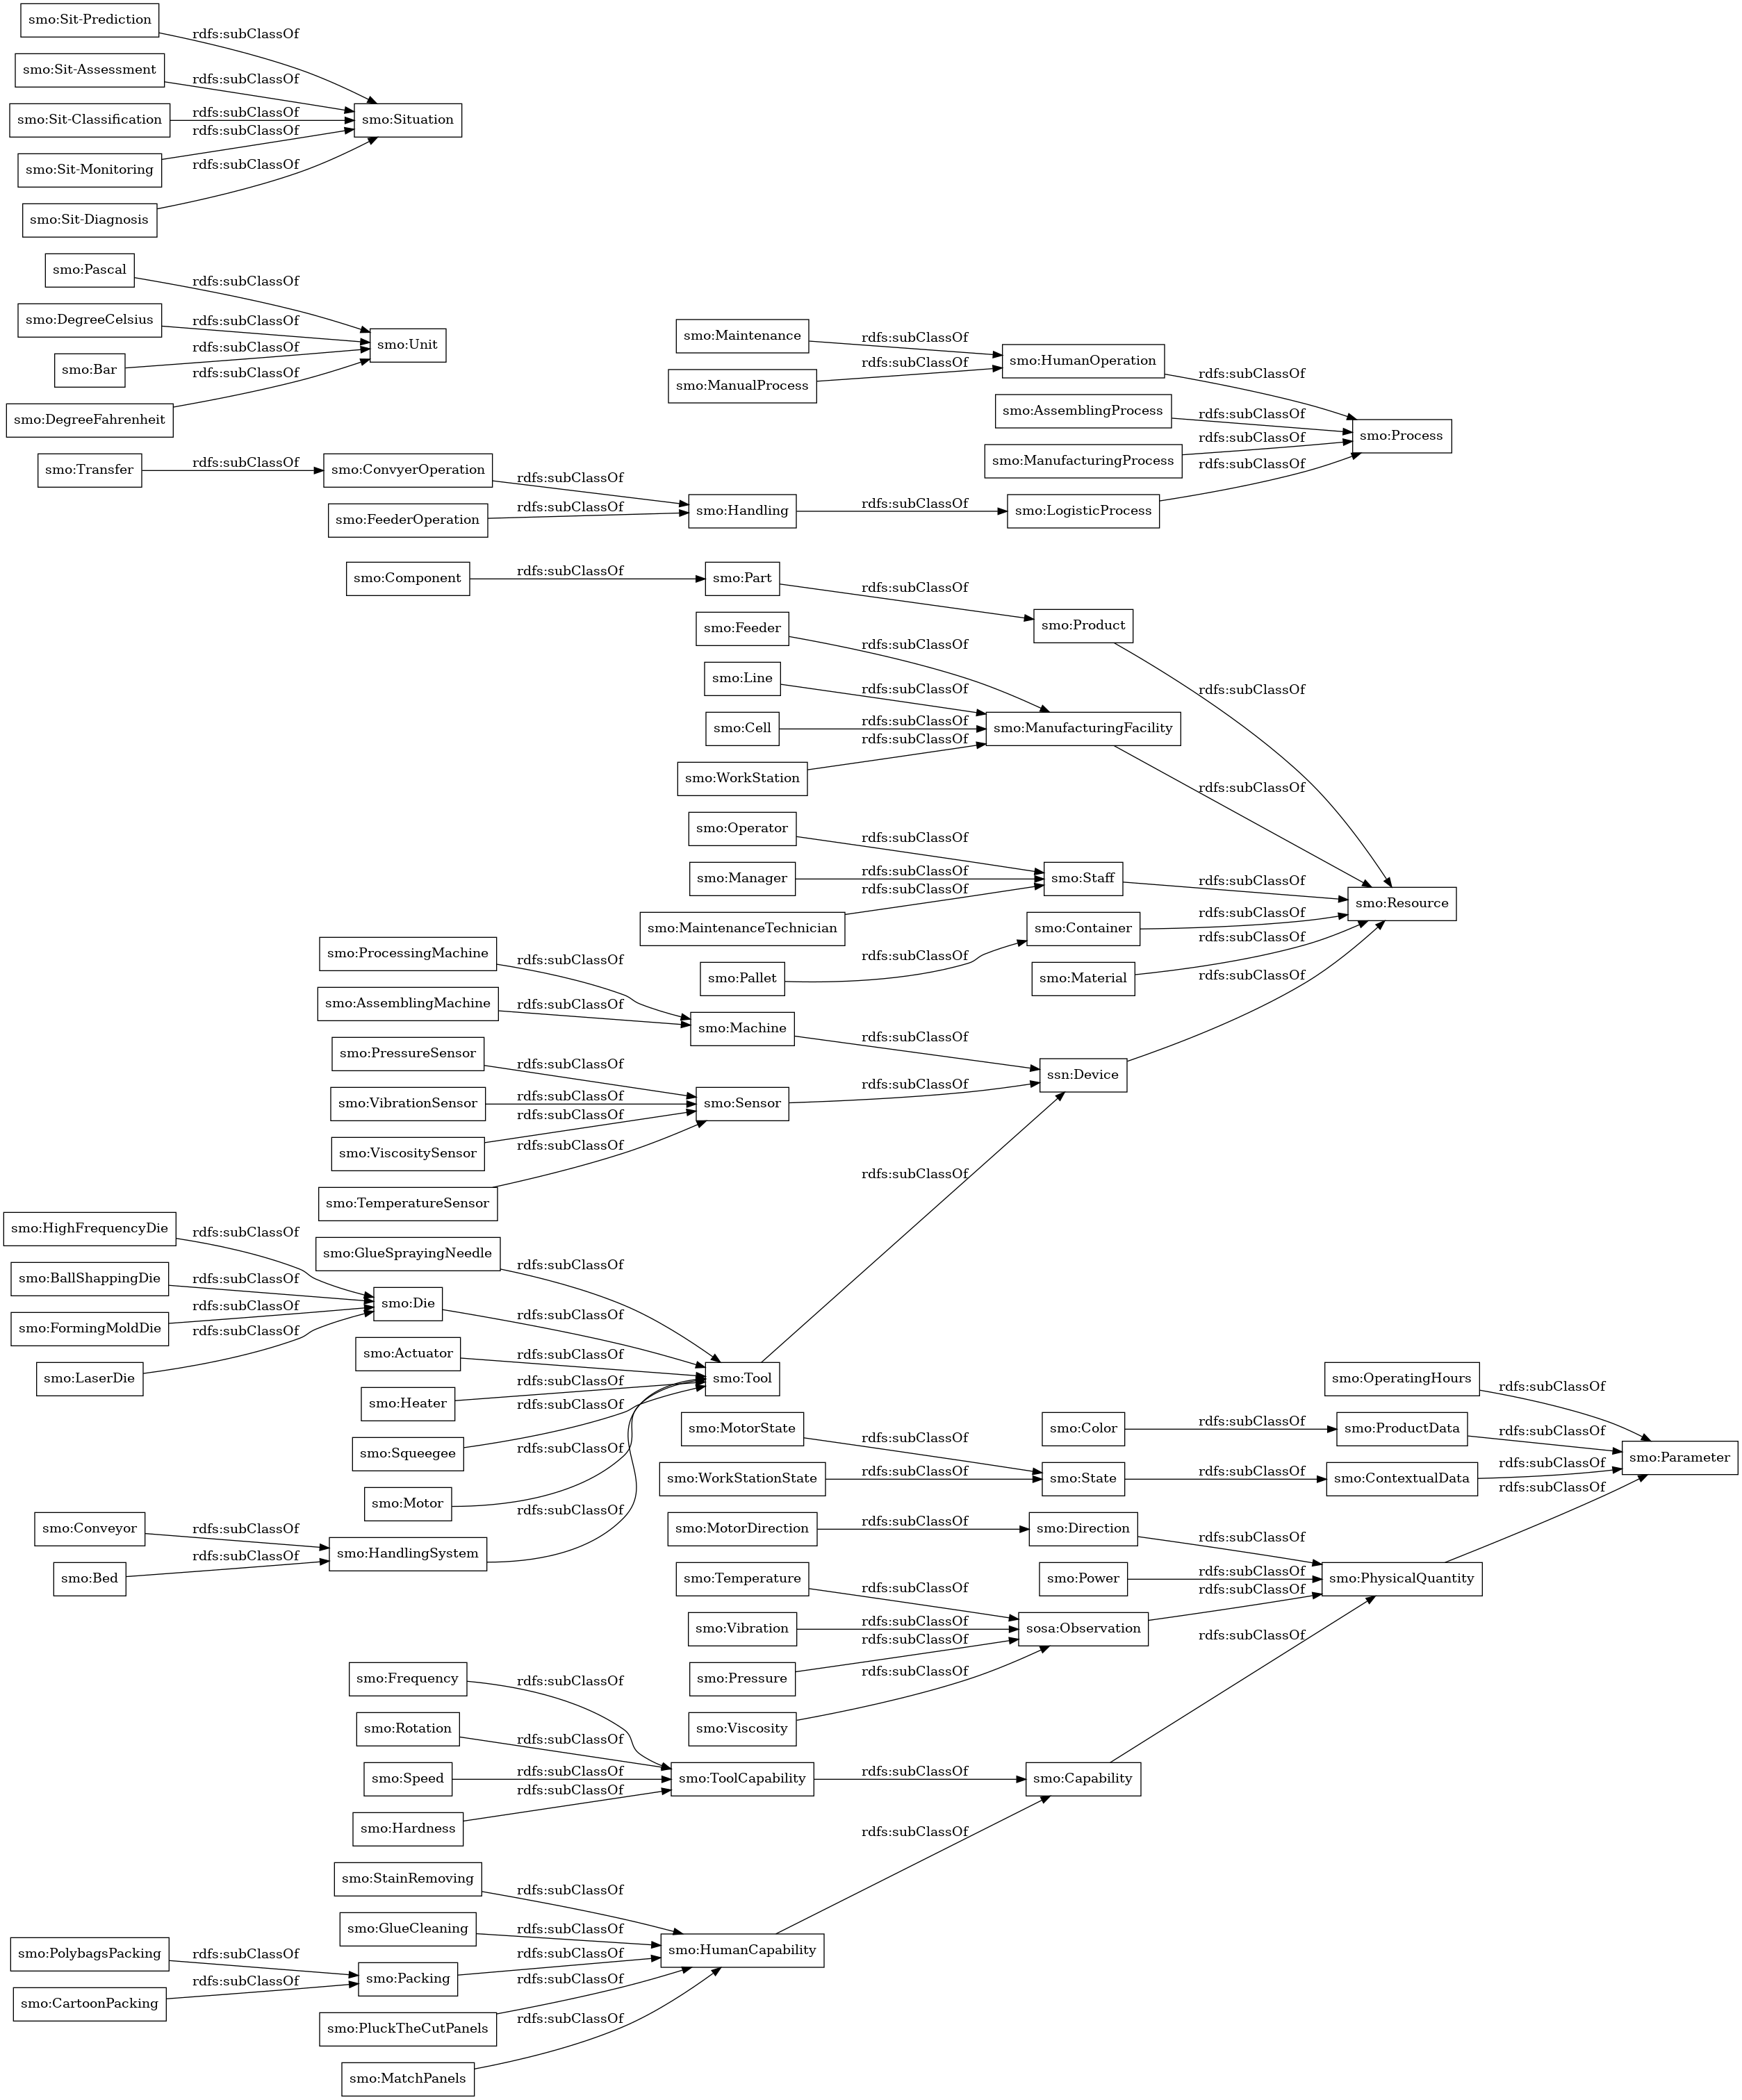 smo:Sit-Prediction
rdfs:subClassOf
smo:Sit-Assessment
rdfs:subClassOf
smo:Sit-Classification
rdfs:subClassOf
smo:Situation
smo:Sit-Monitoring
rdfs:subClassOf
smo:Sit-Diagnosis
rdfs:subClassOf
smo:Pascal
rdfs:subClassOf
smo:DegreeCelsius
rdfs:subClassOf
smo:Unit
smo:Bar
rdfs:subClassOf
smo:DegreeFahrenheit
rdfs:subClassOf
smo:Maintenance
rdfs:subClassOf
smo:ManualProcess
rdfs:subClassOf
smo:HumanOperation
rdfs:subClassOf
smo:AssemblingProcess
rdfs:subClassOf
smo:Process
smo:ManufacturingProcess
rdfs:subClassOf
smo:Transfer
rdfs:subClassOf
smo:ConvyerOperation
rdfs:subClassOf
smo:FeederOperation
rdfs:subClassOf
smo:Handling
rdfs:subClassOf
smo:LogisticProcess
rdfs:subClassOf
smo:Component
rdfs:subClassOf
smo:Part
rdfs:subClassOf
smo:Product
rdfs:subClassOf
smo:Feeder
rdfs:subClassOf
smo:Line
rdfs:subClassOf
smo:Cell
rdfs:subClassOf
smo:ManufacturingFacility
rdfs:subClassOf
smo:WorkStation
rdfs:subClassOf
smo:Operator
rdfs:subClassOf
smo:Manager
rdfs:subClassOf
smo:Staff
rdfs:subClassOf
smo:Resource
smo:MaintenanceTechnician
rdfs:subClassOf
smo:Container
rdfs:subClassOf
smo:Pallet
rdfs:subClassOf
smo:Material
rdfs:subClassOf
smo:ProcessingMachine
rdfs:subClassOf
smo:AssemblingMachine
rdfs:subClassOf
smo:Machine
rdfs:subClassOf
ssn:Device
rdfs:subClassOf
smo:PressureSensor
rdfs:subClassOf
smo:VibrationSensor
rdfs:subClassOf
smo:Sensor
rdfs:subClassOf
smo:ViscositySensor
rdfs:subClassOf
smo:TemperatureSensor
rdfs:subClassOf
smo:HighFrequencyDie
rdfs:subClassOf
smo:GlueSprayingNeedle
rdfs:subClassOf
smo:BallShappingDie
rdfs:subClassOf
smo:Die
rdfs:subClassOf
smo:FormingMoldDie
rdfs:subClassOf
smo:LaserDie
rdfs:subClassOf
smo:Actuator
rdfs:subClassOf
smo:Tool
rdfs:subClassOf
smo:Heater
rdfs:subClassOf
smo:Squeegee
rdfs:subClassOf
smo:Motor
rdfs:subClassOf
smo:Conveyor
rdfs:subClassOf
smo:HandlingSystem
rdfs:subClassOf
smo:Bed
rdfs:subClassOf
smo:OperatingHours
rdfs:subClassOf
smo:Color
rdfs:subClassOf
smo:ProductData
rdfs:subClassOf
smo:Parameter
smo:MotorState
rdfs:subClassOf
smo:WorkStationState
rdfs:subClassOf
smo:State
rdfs:subClassOf
smo:ContextualData
rdfs:subClassOf
smo:MotorDirection
rdfs:subClassOf
smo:Direction
rdfs:subClassOf
smo:Power
rdfs:subClassOf
smo:PhysicalQuantity
rdfs:subClassOf
smo:Temperature
rdfs:subClassOf
smo:Vibration
rdfs:subClassOf
sosa:Observation
rdfs:subClassOf
smo:Pressure
rdfs:subClassOf
smo:Viscosity
rdfs:subClassOf
smo:Frequency
rdfs:subClassOf
smo:Rotation
rdfs:subClassOf
smo:Speed
rdfs:subClassOf
smo:ToolCapability
rdfs:subClassOf
smo:Capability
rdfs:subClassOf
smo:Hardness
rdfs:subClassOf
smo:StainRemoving
rdfs:subClassOf
smo:GlueCleaning
rdfs:subClassOf
smo:HumanCapability
rdfs:subClassOf
smo:PolybagsPacking
rdfs:subClassOf
smo:Packing
rdfs:subClassOf
smo:CartoonPacking
rdfs:subClassOf
smo:PluckTheCutPanels
rdfs:subClassOf
smo:MatchPanels
rdfs:subClassOf